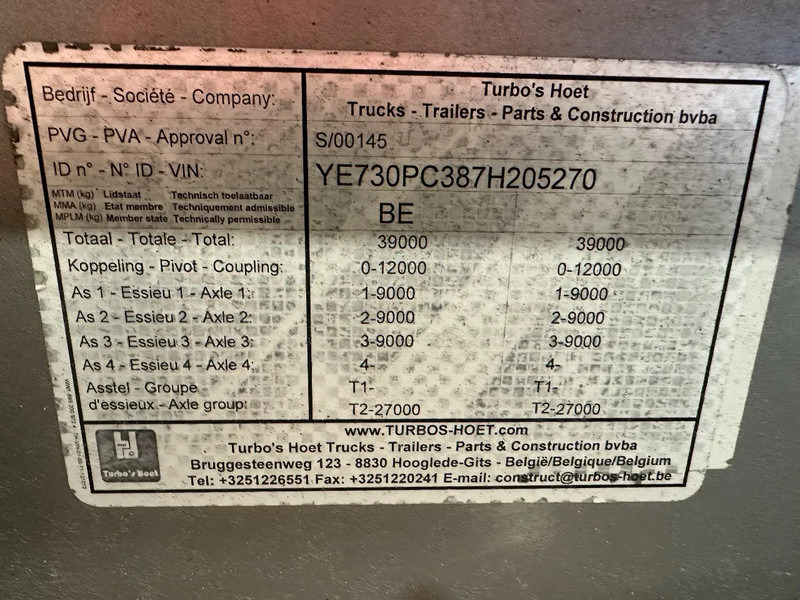 Bedrijf - Société - Company:
Turbo's Hoet
Trucks - Trailers - Parts & Construction bvba
PVG - PVA - Approval n°: S/00145
ID n° - N° ID - VIN: YE730PC387H205270
MTM (kg) Lidstaat Technisch toelaatbaar
MMA (kg) Etat membre Techniquement admissible
MPLM (kg) Member state Technically permissible
BE
Totaal - Totale - Total: 39000 39000
Koppeling - Pivot - Coupling: 0-12000 0-12000
As 1 - Essieu 1 - Axle 1: 1-9000 1-9000
As 2 - Essieu 2 - Axle 2: 2-9000 2-9000
As 3 - Essieu 3 - Axle 3: 3-9000 3-9000
As 4 - Essieu 4 - Axle 4: 4- 4-
Asstel - Groupe T1- T1-
d'essieux - Axle group: T2-27000 T2-27000
Turbo's Hoet
www.TURBOS-HOET.com
Turbo's Hoet Trucks - Trailers - Parts & Construction bvba
Bruggesteenweg 123 - 8830 Hooglede-Gits - België/Belgique/Belgium
Tel: +3251226551 Fax: +3251220241 E-mail: construct@turbos-hoet.be